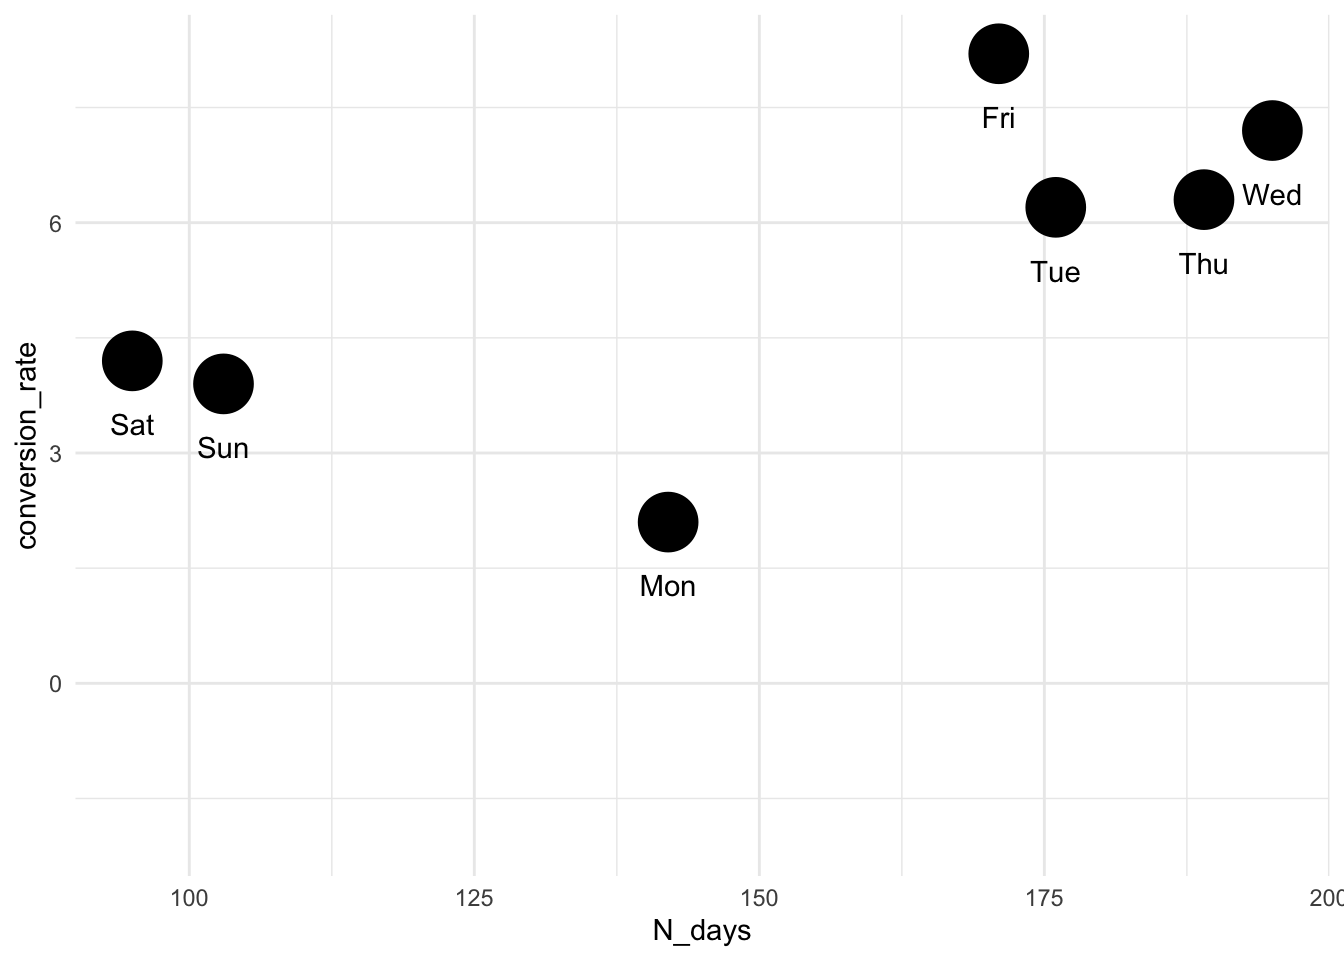 Fri
Wed
6
Tue
Thu
Sat
Sun
3
Mon
0
conversion_rate
100
125
150
175
200
N_days